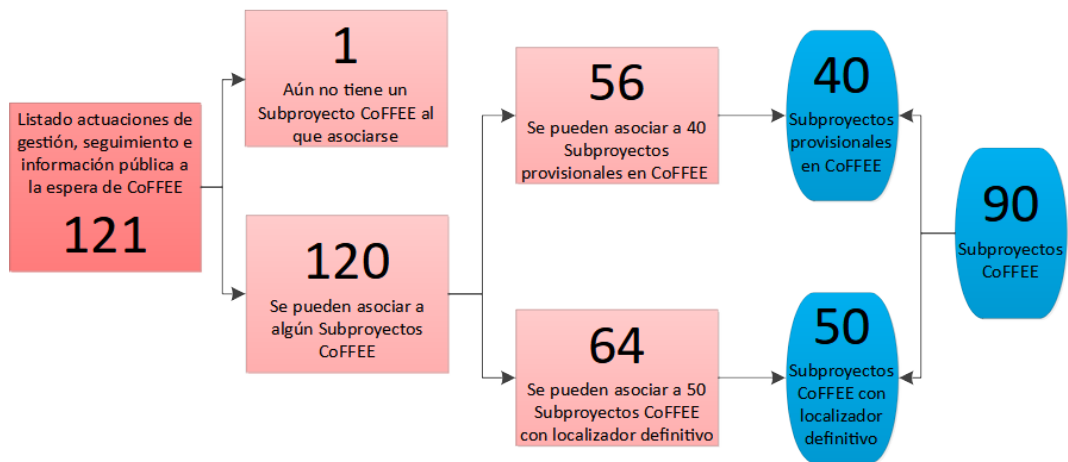 Listado actuaciones de
gestión, seguimiento e
información pública a
la espera de CoFFEE
121
1
Aún no tiene un
Subproyecto CoFFEE al
que asociarse
120
Se pueden asociar a
algún Subproyectos
CoFFEE
56
Se pueden asociar a 40
Subproyectos
provisionales en CoFFEE
64
Se pueden asociar a 50
Subproyectos CoFFEE
con localizador definitivo
40
Subproyectos
provisionales
en CoFFEE
50
Subproyectos
CoFFEE con
localizador
definitivo
90
Subproyectos
CoFFEE